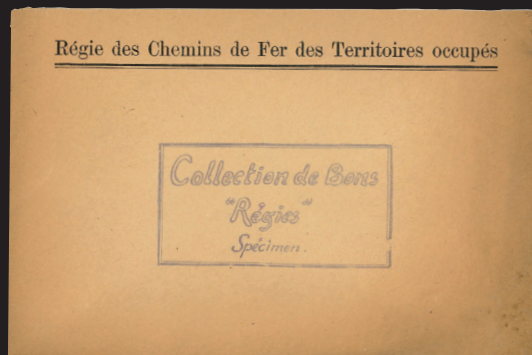 Régie des Chemins de Fer des Territoires occupés
Collection de Bons
"Régies"
Spécimen.